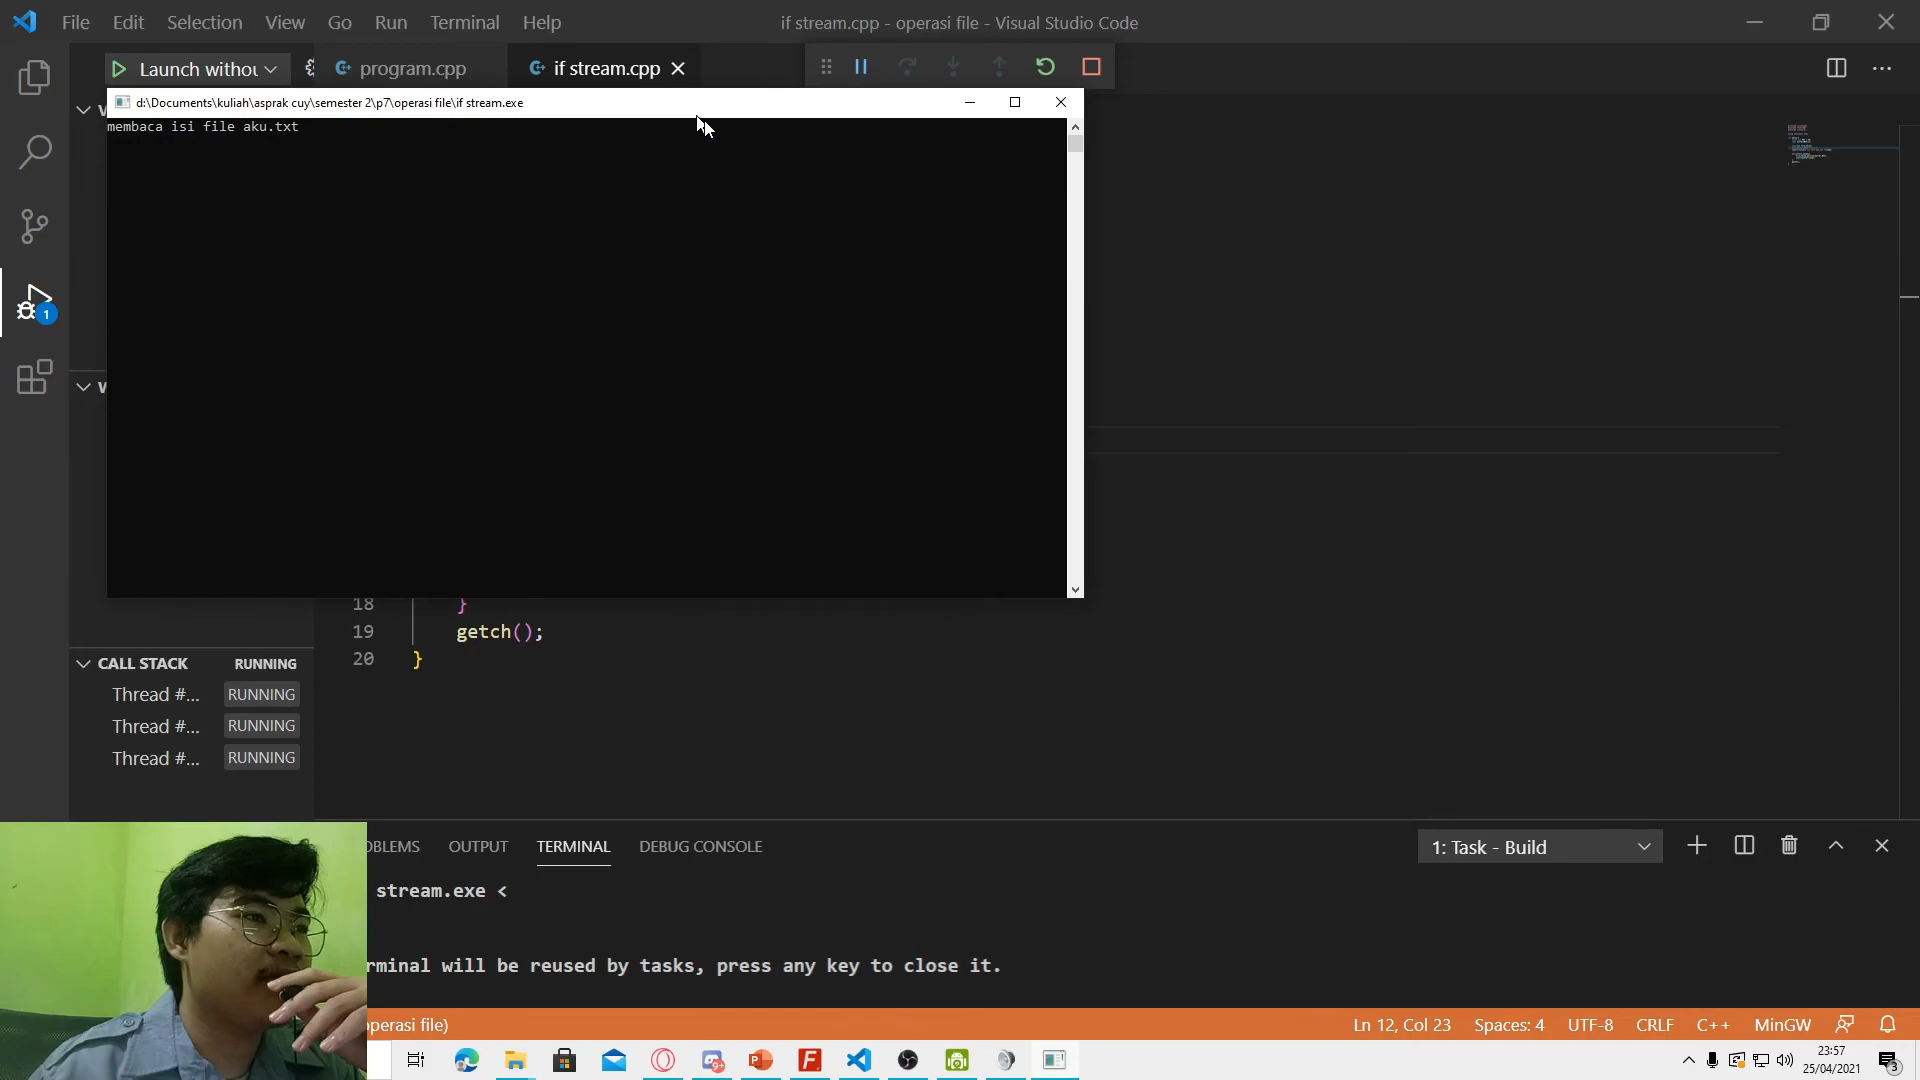 File Edit Selection View Go Run Terminal Help
if stream.cpp - operasi file - Visual Studio Code
Launch withou
program.cpp
if stream.cpp
d:\Documents\kuliah\asprak cuy\semester 2\p7\operasi file\if stream.exe
membaca isi file aku.txt
1
18 }
19 getch();
20 }
CALL STACK RUNNING
Thread #... RUNNING
Thread #... RUNNING
Thread #... RUNNING
OBLEMS OUTPUT TERMINAL DEBUG CONSOLE
1: Task - Build
stream.exe <
rminal will be reused by tasks, press any key to close it.
operasi file)
Ln 12, Col 23 Spaces: 4 UTF-8 CRLF C++ MinGW
23:57
25/04/2021
3